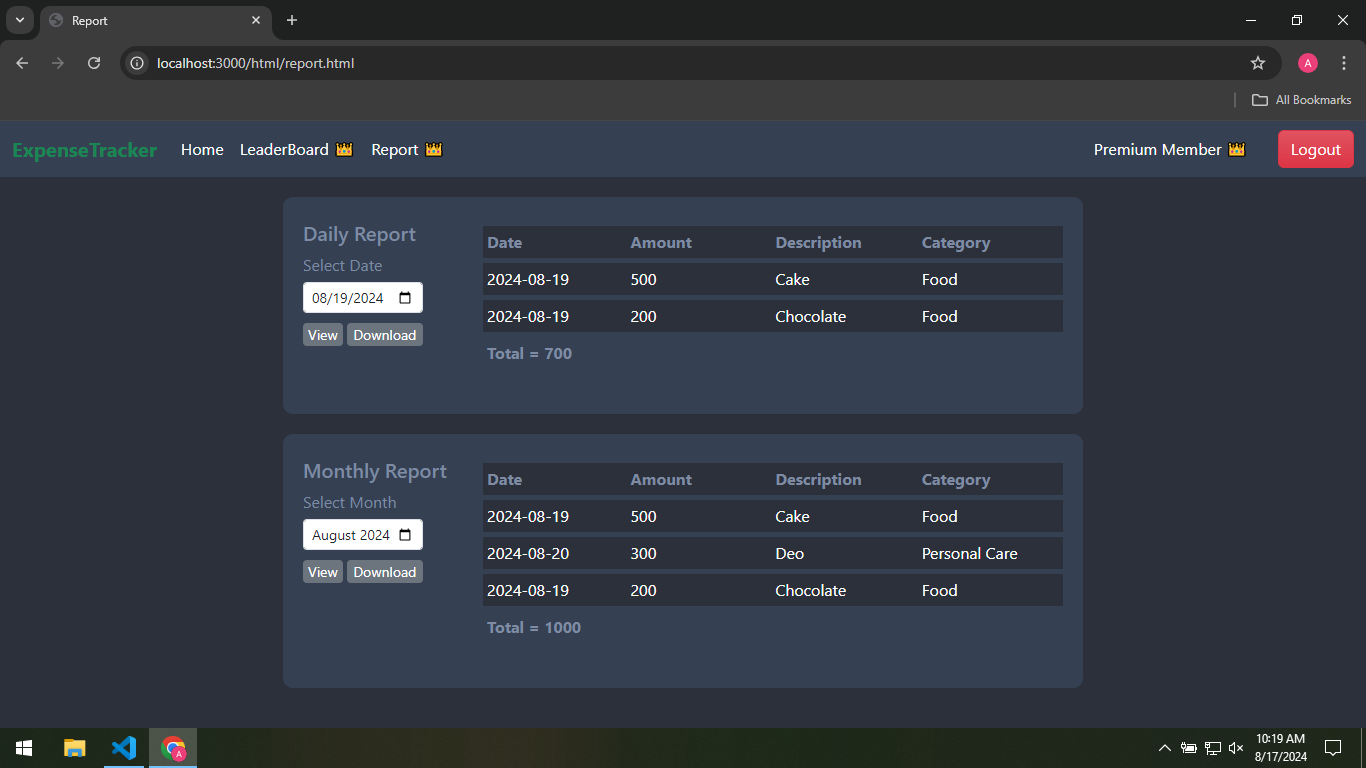 Report
localhost:3000/html/report.html
All Bookmarks
ExpenseTracker Home LeaderBoard 👑 Report 👑 Premium Member 👑 Logout
Daily Report
Select Date
08/19/2024
View Download
Date Amount Description Category
2024-08-19 500 Cake Food
2024-08-19 200 Chocolate Food
Total = 700
Monthly Report
Select Month
August 2024
View Download
Date Amount Description Category
2024-08-19 500 Cake Food
2024-08-20 300 Deo Personal Care
2024-08-19 200 Chocolate Food
Total = 1000
A
A
10:19 AM
8/17/2024